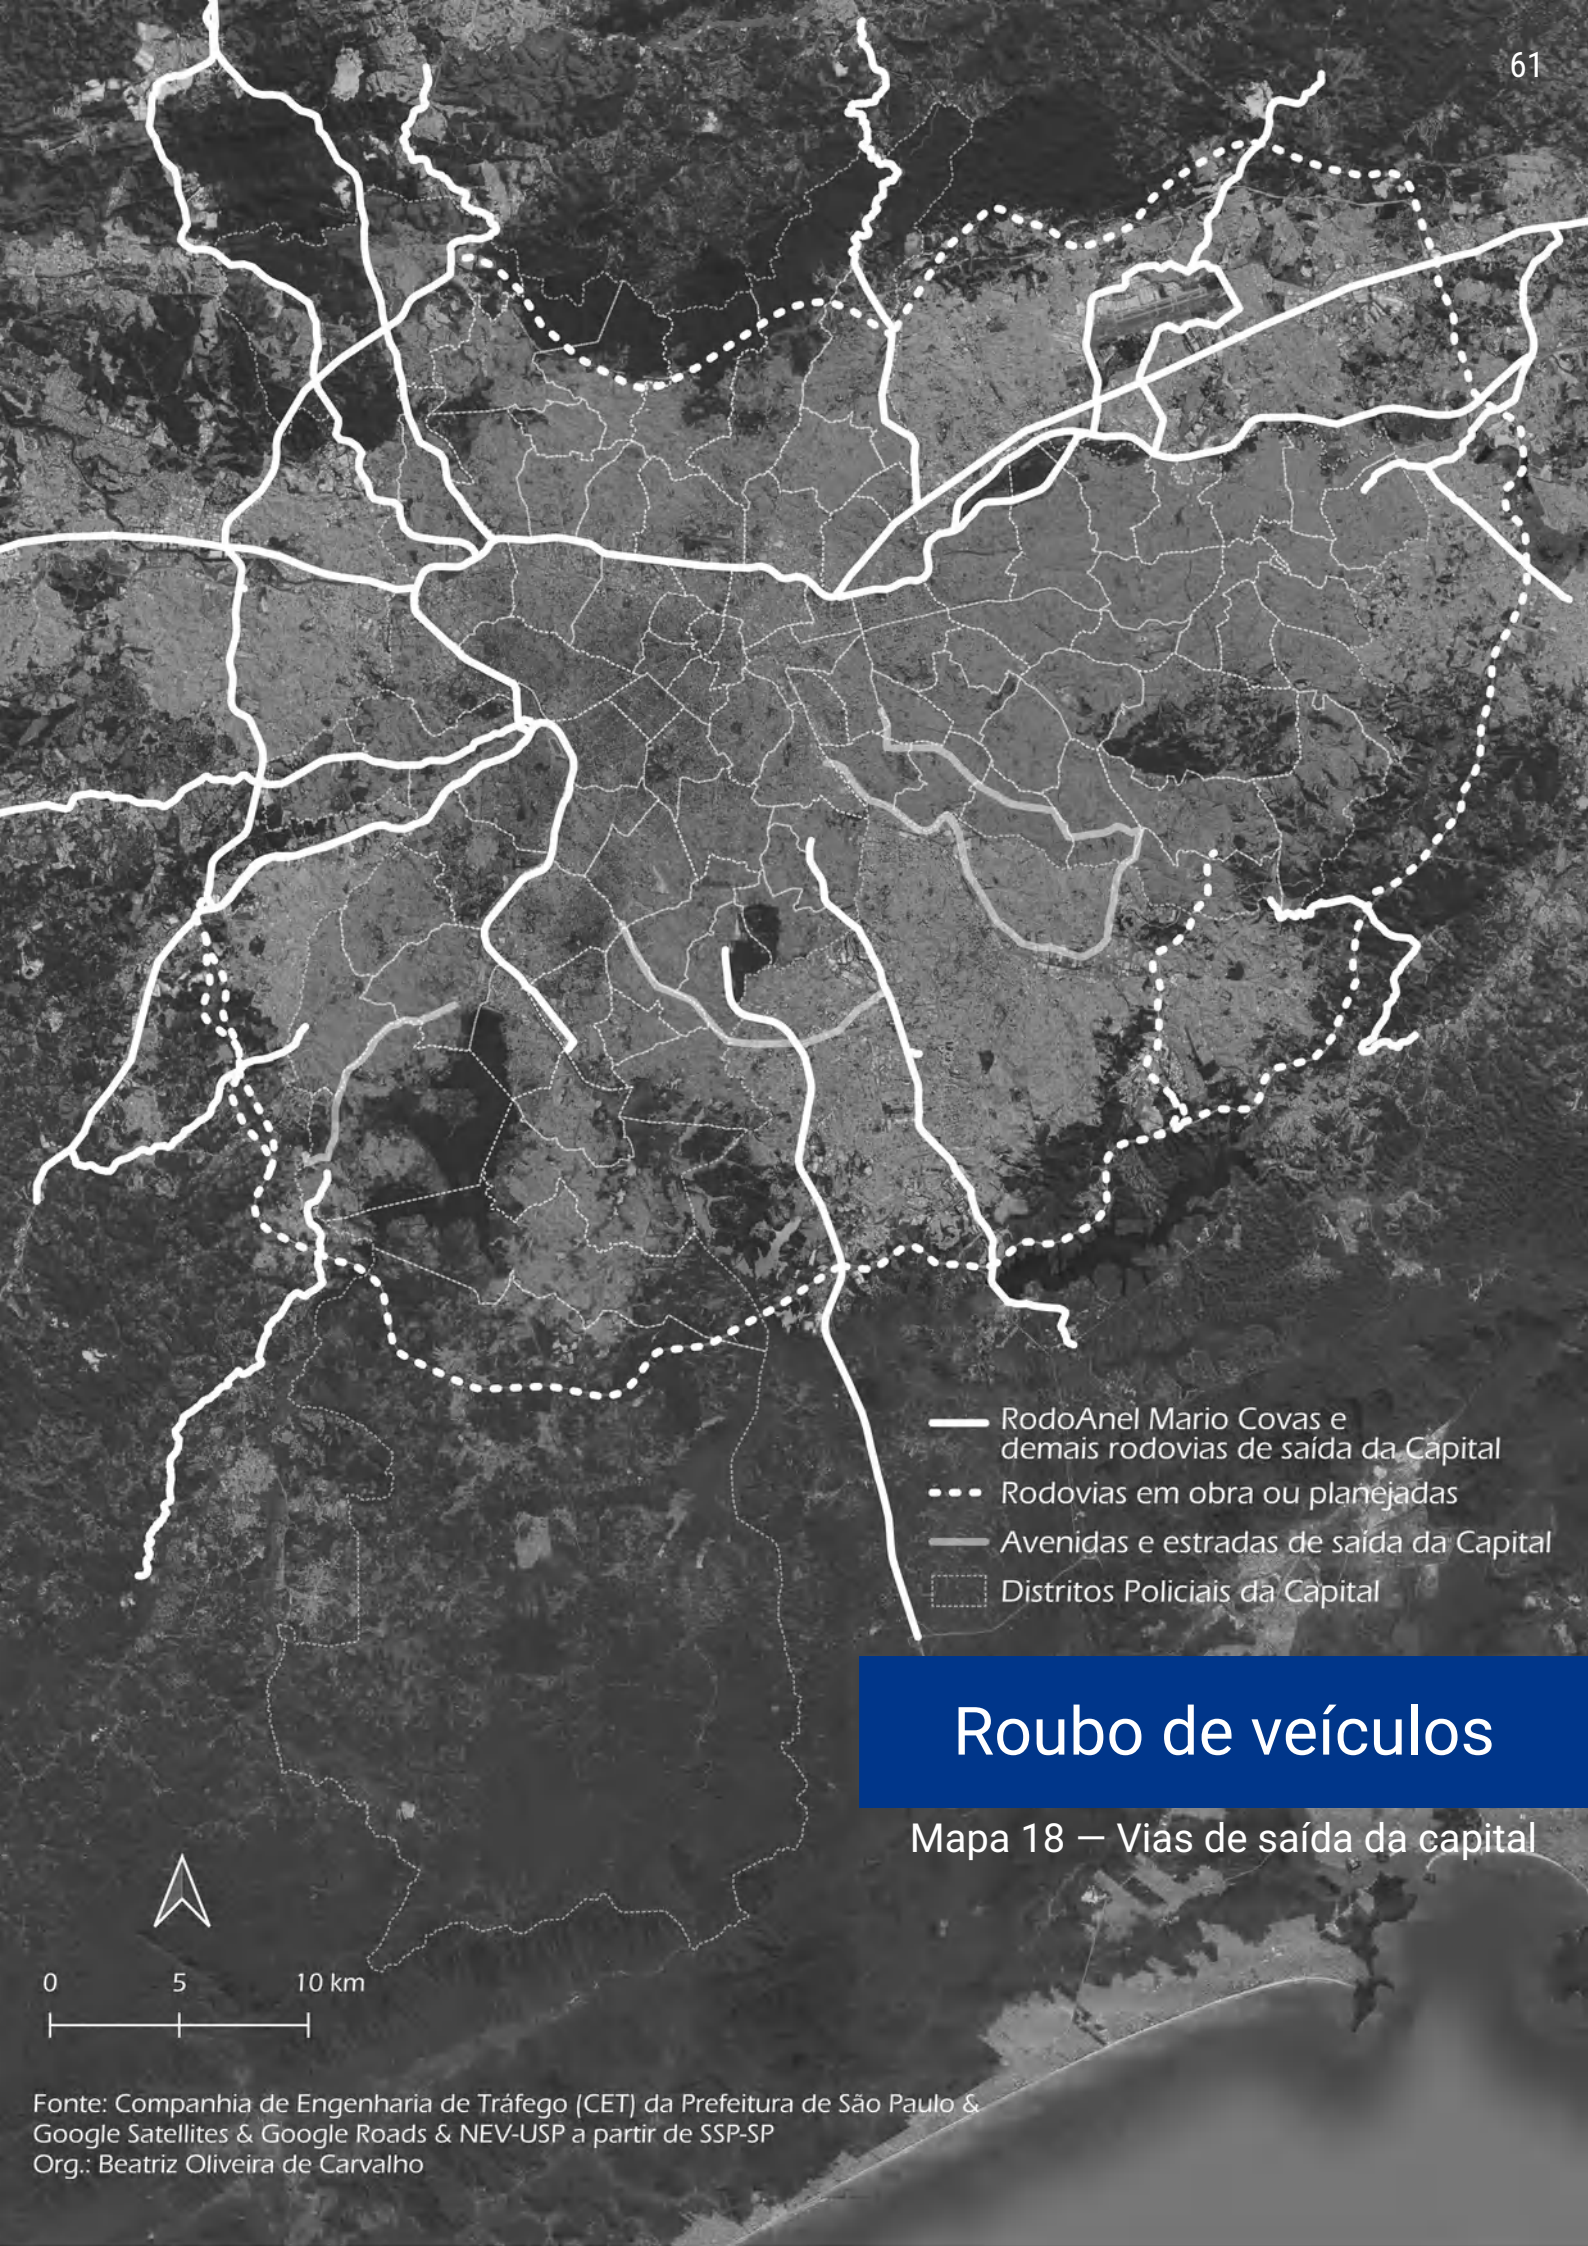 61
RodoAnel Mario Covas e
demais rodovias de saída da Capital
Rodovias em obra ou planejadas
Avenidas e estradas de saída da Capital
Distritos Policiais da Capital
Roubo de veículos
Mapa 18 — Vias de saída da capital
0 5 10 km
Fonte: Companhia de Engenharia de Tráfego (CET) da Prefeitura de São Paulo &
Google Satellites & Google Roads & NEV-USP a partir de SSP-SP
Org.: Beatriz Oliveira de Carvalho